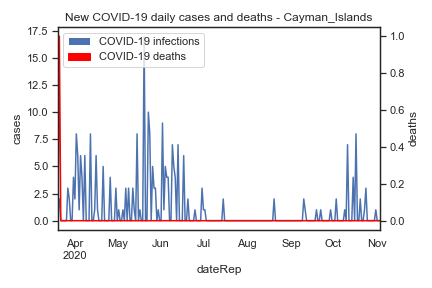 New COVID-19 daily cases and deaths - Cayman_Islands
COVID-19 infections
COVID-19 deaths
17.5
15.0
12.5
10.0
7.5
5.0
2.5
0.0
cases
1.0
0.8
0.6
0.4
0.2
0.0
deaths
Apr May Jun Jul Aug Sep Oct Nov
2020
dateRep